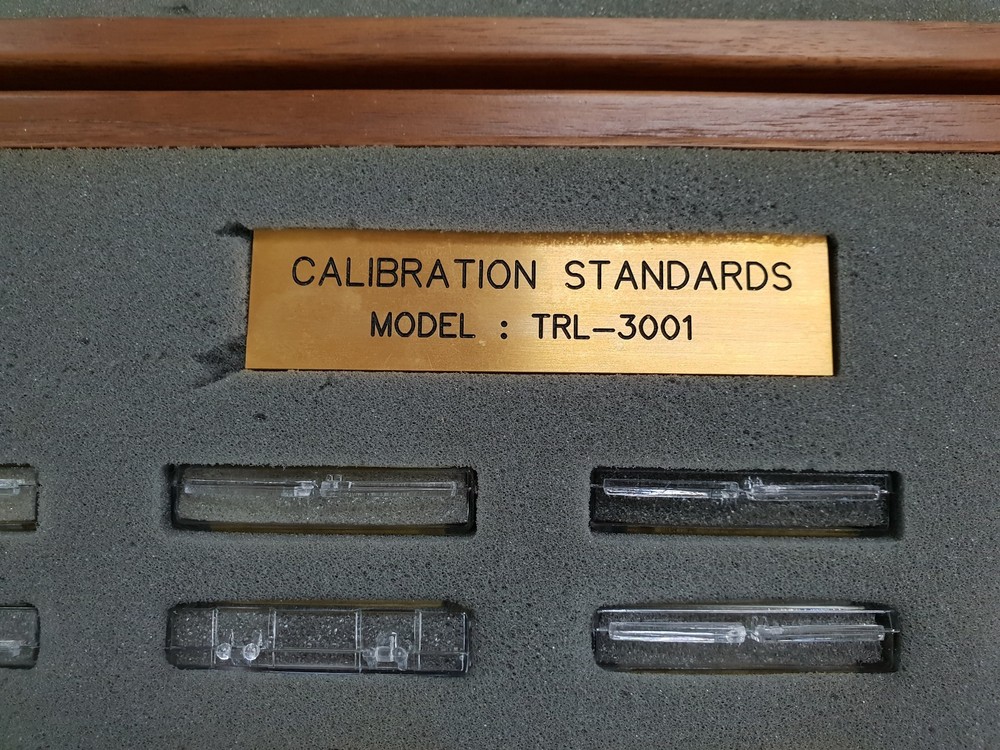 CALIBRATION STANDARDS
MODEL : TRL-3001